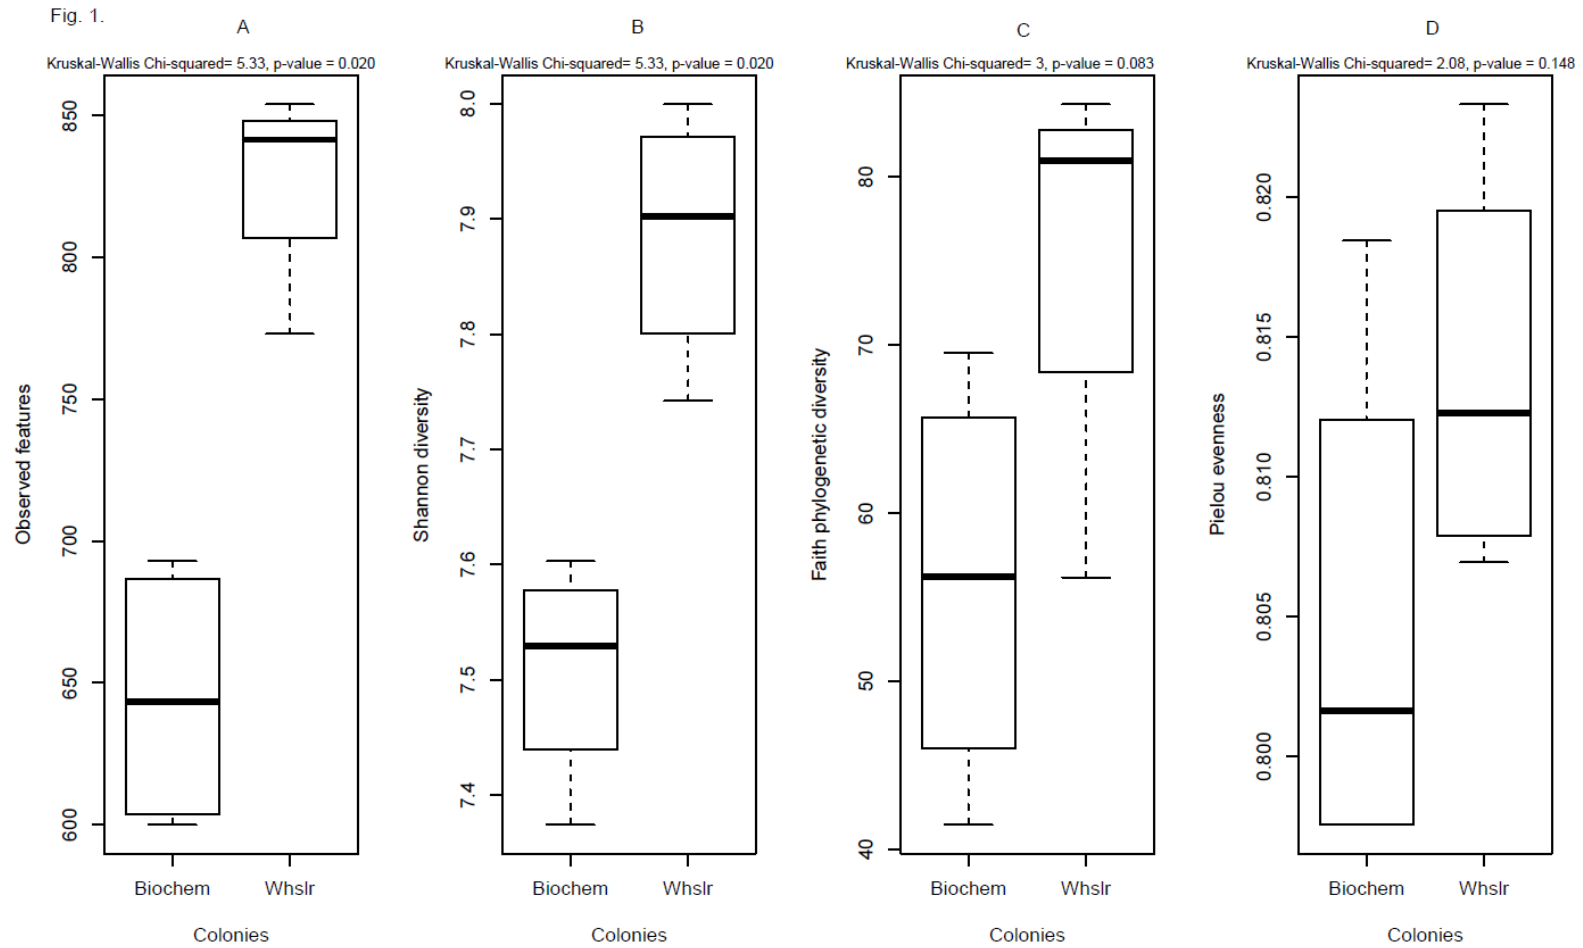 Fig. 1.
A
Kruskal-Wallis Chi-squared= 5.33, p-value = 0.020
Observed features
850
800
750
700
650
600
Biochem
Whslr
Colonies
B
Kruskal-Wallis Chi-squared= 5.33, p-value = 0.020
Shannon diversity
8.0
7.9
7.8
7.7
7.6
7.5
7.4
Biochem
Whslr
Colonies
C
Kruskal-Wallis Chi-squared= 3, p-value = 0.083
Faith phylogenetic diversity
80
70
60
50
40
Biochem
Whslr
Colonies
D
Kruskal-Wallis Chi-squared= 2.08, p-value = 0.148
Pielou evenness
0.820
0.815
0.810
0.805
0.800
Biochem
Whslr
Colonies